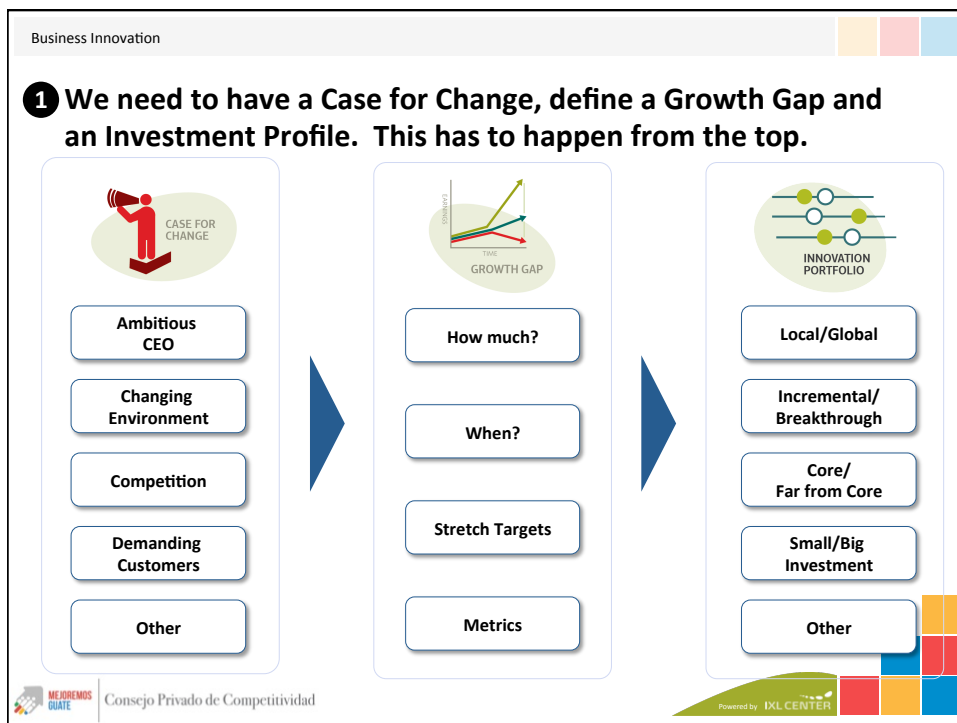 Business Innovation
1 We need to have a Case for Change, define a Growth Gap and
an Investment Profile.  This has to happen from the top.
CASE FOR
CHANGE
Ambitious
CEO
Changing
Environment
Competition
Demanding
Customers
Other
EARNINGS
TIME
GROWTH GAP
How much?
When?
Stretch Targets
Metrics
INNOVATION
PORTFOLIO
Local/Global
Incremental/
Breakthrough
Core/
Far from Core
Small/Big
Investment
Other
MEJOREMOS
GUATE
Consejo Privado de Competitividad
Powered by IXL CENTER